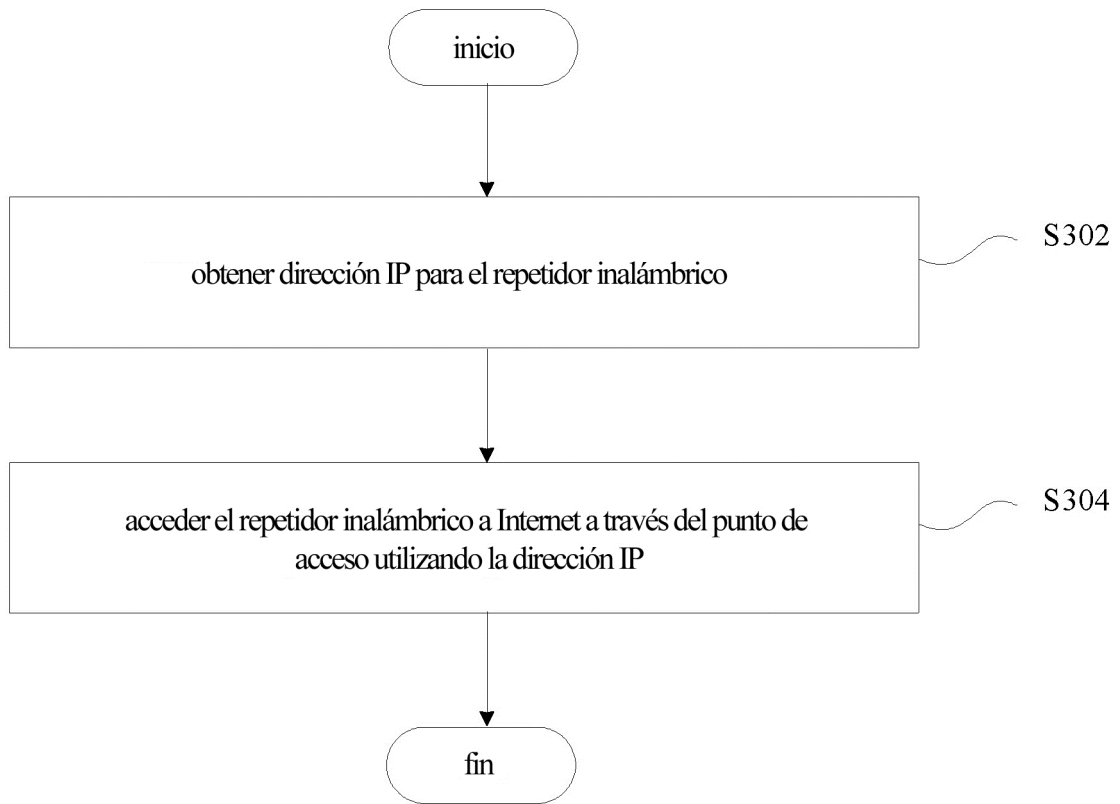 inicio
obtener dirección IP para el repetidor inalámbrico
S302
acceder el repetidor inalámbrico a Internet a través del punto de
acceso utilizando la dirección IP
S304
fin